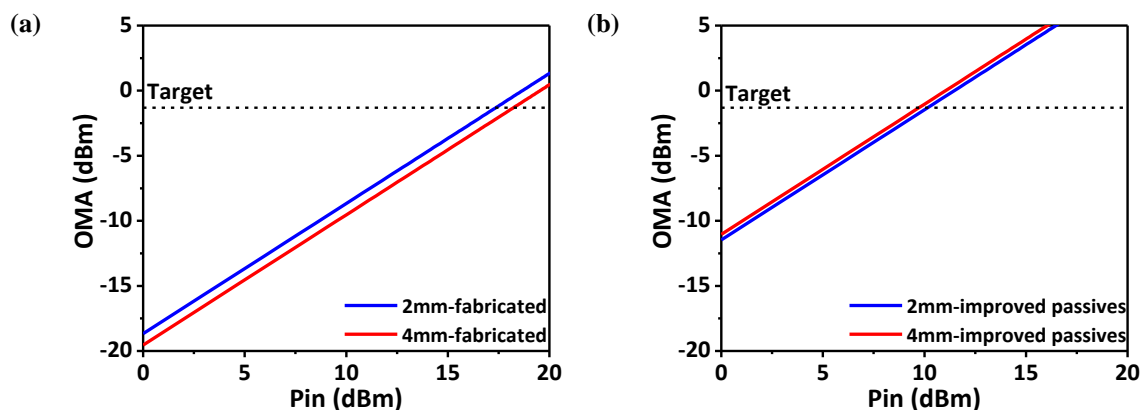 (a)
5
0
-5
-10
-15
-20
OMA (dBm)
Target
2mm-fabricated
4mm-fabricated
0 5 10 15 20
Pin (dBm)
(b)
5
0
-5
-10
-15
-20
OMA (dBm)
Target
2mm-improved passives
4mm-improved passives
0 5 10 15 20
Pin (dBm)